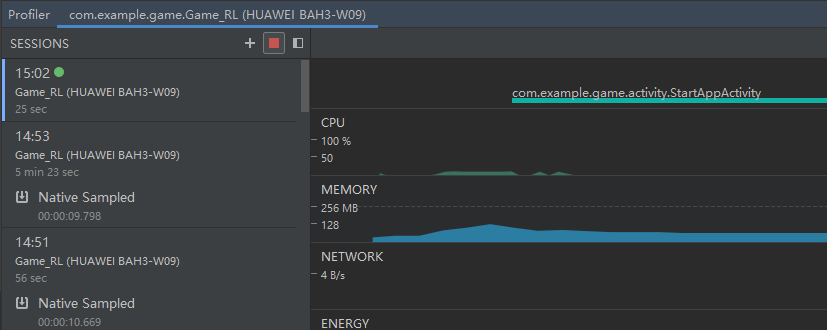 Profiler com.example.game.Game_RL (HUAWEI BAH3-W09)
SESSIONS
15:02
Game_RL (HUAWEI BAH3-W09)
25 sec
14:53
Game_RL (HUAWEI BAH3-W09)
5 min 23 sec
Native Sampled
00:00:09.798
14:51
Game_RL (HUAWEI BAH3-W09)
56 sec
Native Sampled
00:00:10.669
com.example.game.activity.StartAppActivity
CPU
100 %
50
MEMORY
256 MB
128
NETWORK
4 B/s
ENERGY